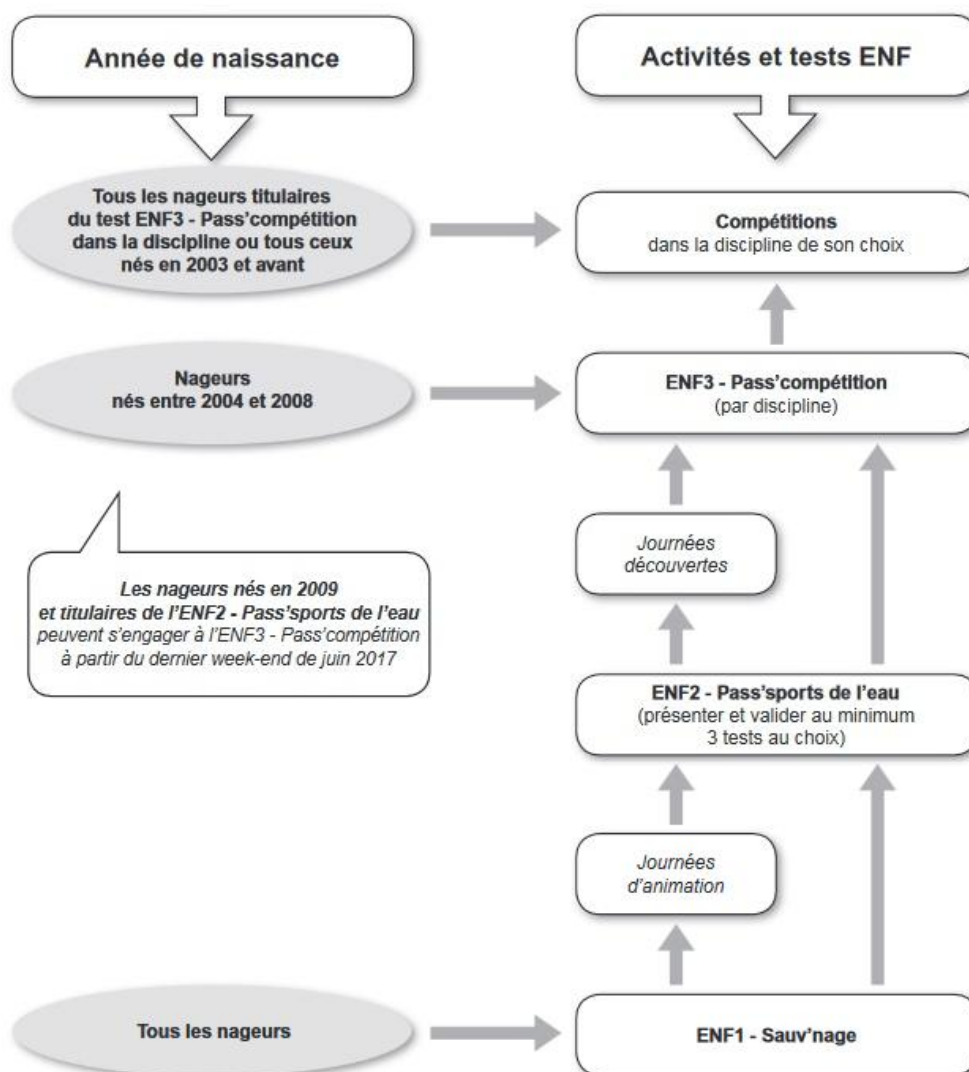 Année de naissance
Activités et tests ENF
Tous les nageurs titulaires
du test ENF3 - Pass'compétition
dans la discipline ou tous ceux
nés en 2003 et avant
Compétitions
dans la discipline de son choix
Nageurs
nés entre 2004 et 2008
ENF3 - Pass'compétition
(par discipline)
Journées
découvertes
Les nageurs nés en 2009
et titulaires de l'ENF2 - Pass'sports de l'eau
peuvent s'engager à l'ENF3 - Pass'compétition
à partir du dernier week-end de juin 2017
ENF2 - Pass'sports de l'eau
(présenter et valider au minimum
3 tests au choix)
Journées
d'animation
Tous les nageurs
ENF1 - Sauv'nage